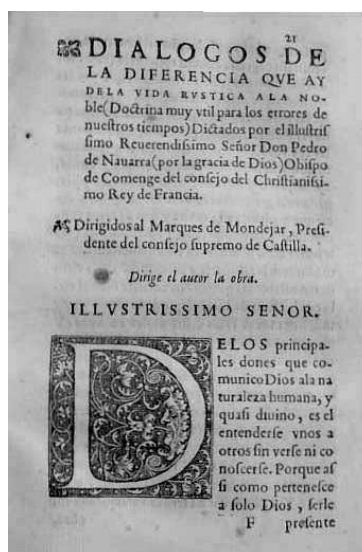 21
DIALOGOS DE
LA DIFERENCIA QVE AY
DELA VIDA RVSTICA ALA NO-
ble(Doctrina muy vtil para los errores de
nuestros tiempos)Dictados por el illustris
simo Reuerendissimo Señor Don Pedro
de Nauarra(por la gracia de Dios)Obispo
de Comenge del consejo del Christianissi-
mo Rey de Francia.
Dirigidos al Marques de Mondejar, Presi-
dente del consejo supremo de Castilla.
Dirige el autor la obra.
ILLVSTRISSIMO SENOR.
DELOS principa-
les dones que co-
munico Dios ala na
turaleza humana, y
quasi diuino, es el
entenderse vnos a
otros sin verse ni co
noscerse. Porque as
si como pertenesce
a solo Dios, serle
F presente